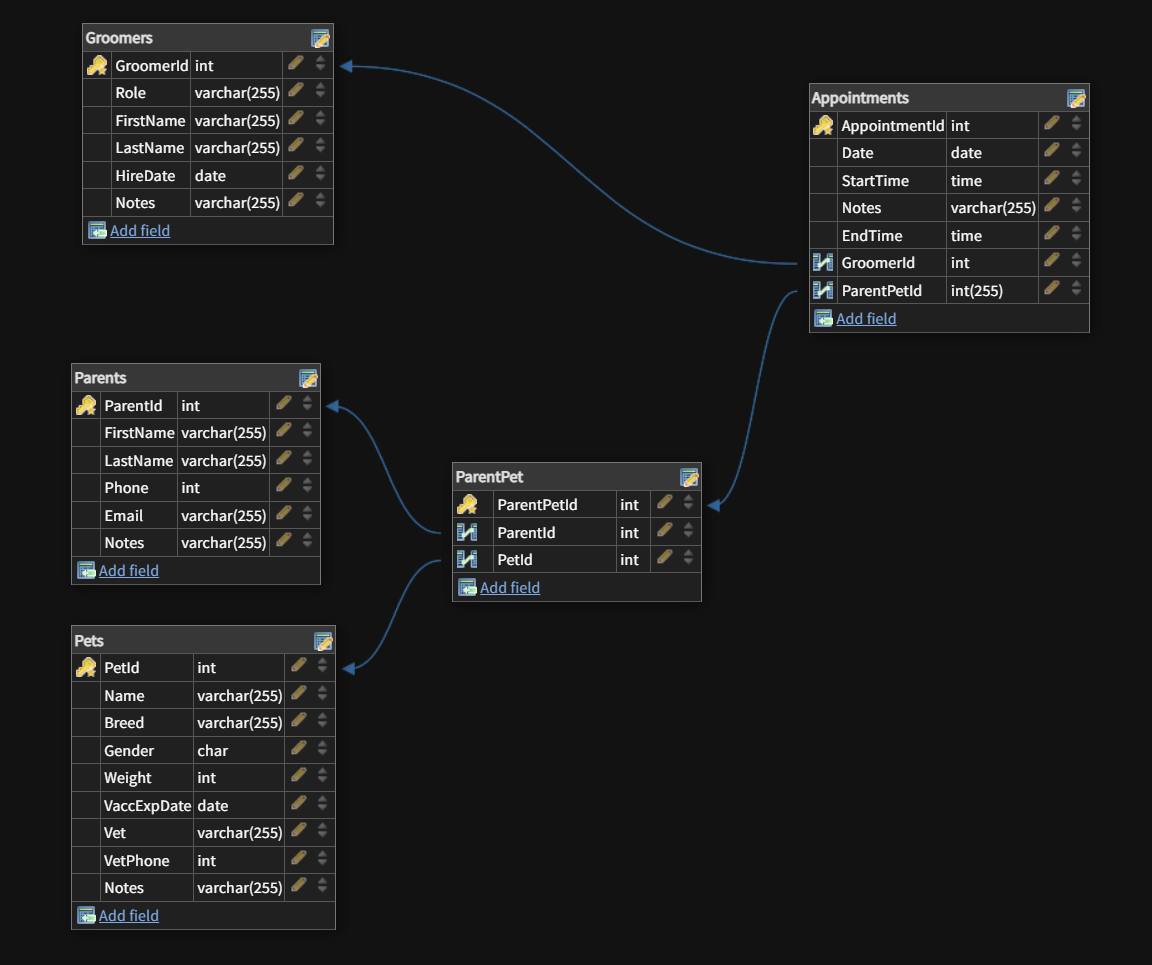 Groomers
GroomerId int
Role varchar(255)
FirstName varchar(255)
LastName varchar(255)
HireDate date
Notes varchar(255)
Add field
Appointments
AppointmentId int
Date date
StartTime time
Notes varchar(255)
EndTime time
GroomerId int
ParentPetId int(255)
Add field
Parents
ParentId int
FirstName varchar(255)
LastName varchar(255)
Phone int
Email varchar(255)
Notes varchar(255)
Add field
ParentPet
ParentPetId int
ParentId int
PetId int
Add field
Pets
PetId int
Name varchar(255)
Breed varchar(255)
Gender char
Weight int
VaccExpDate date
Vet varchar(255)
VetPhone int
Notes varchar(255)
Add field